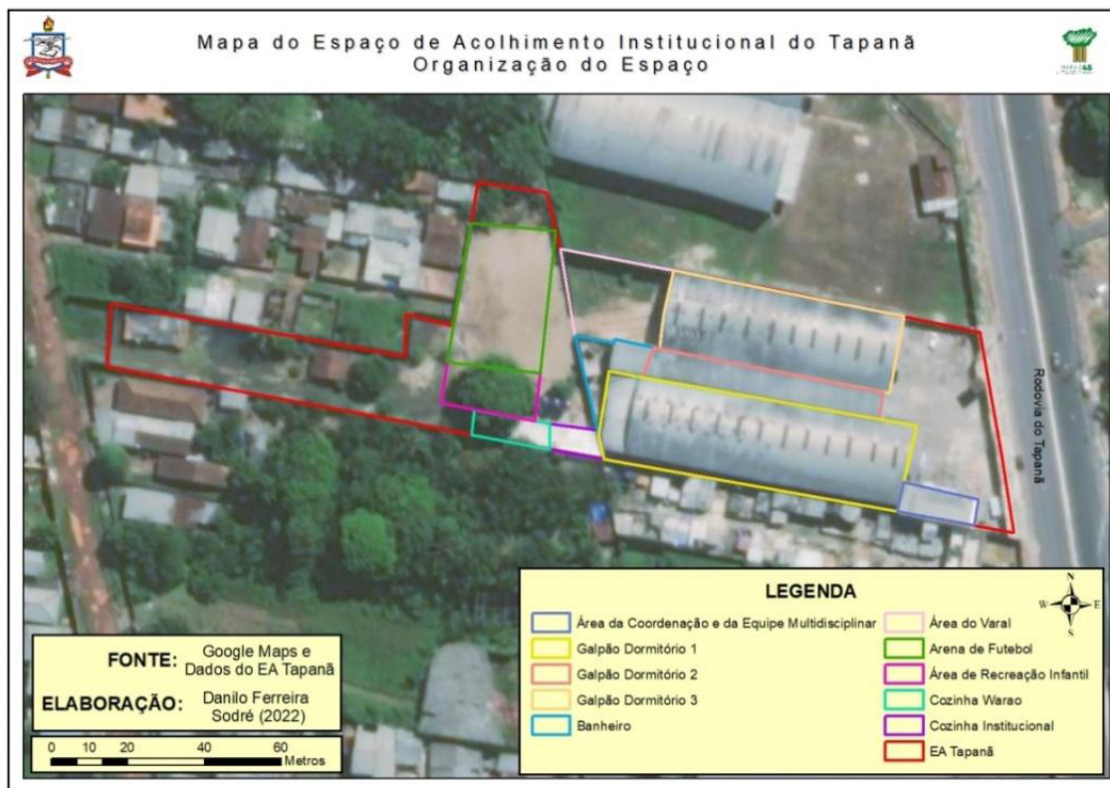 Mapa do Espaço de Acolhimento Institucional do Tapanã
Organização do Espaço
Rodovia do Tapanã
LEGENDA
Área da Coordenação e da Equipe Multidisciplinar
Galpão Dormitório 1
Galpão Dormitório 2
Galpão Dormitório 3
Banheiro
Área do Varal
Arena de Futebol
Área de Recreação Infantil
Cozinha Warao
Cozinha Institucional
EA Tapanã
N
W E
S
FONTE: Google Maps e
Dados do EA Tapanã
ELABORAÇÃO: Danilo Ferreira
Sodré (2022)
0 10 20 40 60
Metros